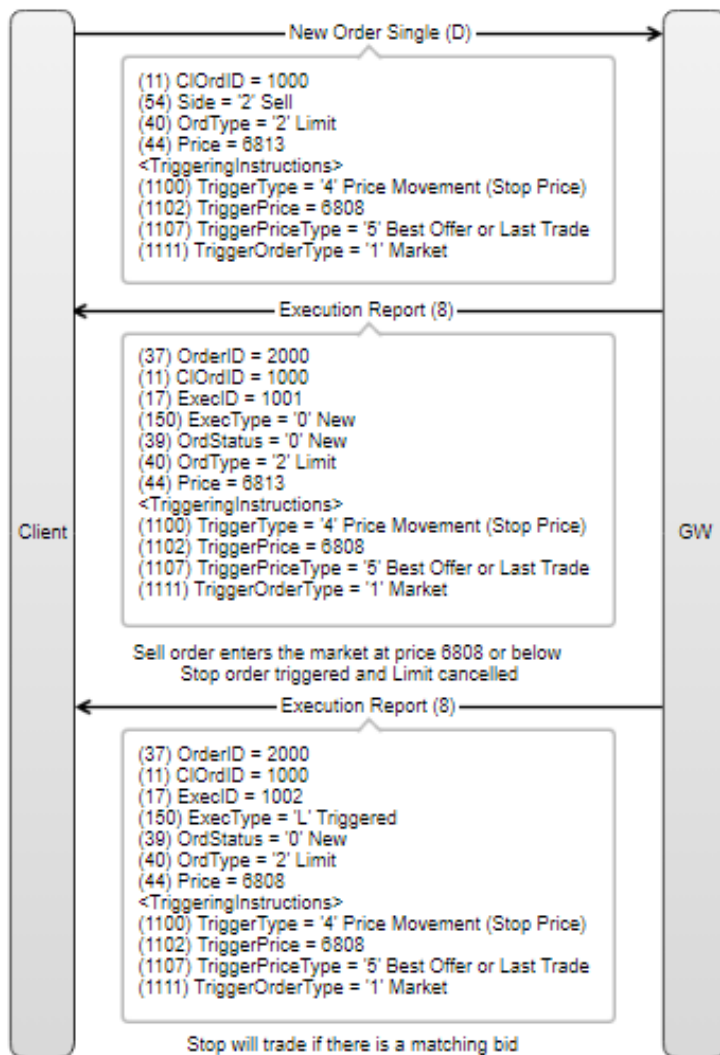 New Order Single (D)
(11) ClOrdID = 1000
(54) Side = '2' Sell
(40) OrdType = '2' Limit
(44) Price = 6813
<TriggeringInstructions>
(1100) TriggerType = '4' Price Movement (Stop Price)
(1102) TriggerPrice = 6808
(1107) TriggerPriceType = '5' Best Offer or Last Trade
(1111) TriggerOrderType = '1' Market
Execution Report (8)
(37) OrderID = 2000
(11) ClOrdID = 1000
(17) ExecID = 1001
(150) ExecType = '0' New
(39) OrdStatus = '0' New
(40) OrdType = '2' Limit
(44) Price = 6813
<TriggeringInstructions>
(1100) TriggerType = '4' Price Movement (Stop Price)
(1102) TriggerPrice = 6808
(1107) TriggerPriceType = '5' Best Offer or Last Trade
(1111) TriggerOrderType = '1' Market
Client
GW
Sell order enters the market at price 6808 or below
Stop order triggered and Limit cancelled
Execution Report (8)
(37) OrderID = 2000
(11) ClOrdID = 1000
(17) ExecID = 1002
(150) ExecType = 'L' Triggered
(39) OrdStatus = '0' New
(40) OrdType = '2' Limit
(44) Price = 6808
<TriggeringInstructions>
(1100) TriggerType = '4' Price Movement (Stop Price)
(1102) TriggerPrice = 6808
(1107) TriggerPriceType = '5' Best Offer or Last Trade
(1111) TriggerOrderType = '1' Market
Stop will trade if there is a matching bid